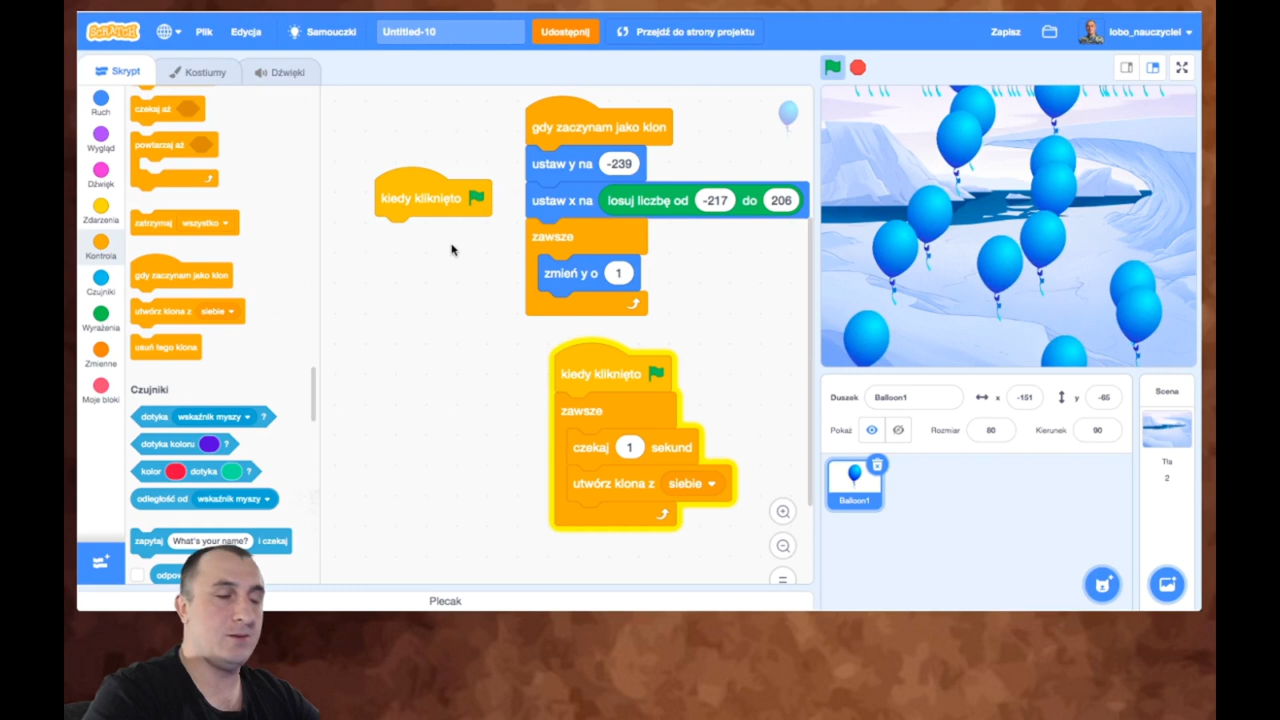 SCRATCH
Plik
Edycja
Samouczki
Untitled-10
Udostępnij
Przejdź do strony projektu
Zapisz
lobo_nauczyciel
Skrypt
Kostiumy
Dźwięki
Ruch
Wygląd
Dźwięk
Zdarzenia
Kontrola
Czujniki
Wyrażenia
Zmienne
Moje bloki
czekaj aż
powtarzaj aż
zatrzymaj wszystko
gdy zaczynam jako klon
utwórz klona z siebie
usuń tego klona
Czujniki
dotyka wskaźnik myszy ?
dotyka koloru ?
kolor dotyka ?
odległość od wskaźnik myszy
zapytaj What's your name? i czekaj
kiedy kliknięto
gdy zaczynam jako klon
ustaw y na -239
ustaw x na losuj liczbę od -217 do 206
zawsze
zmień y o 1
kiedy kliknięto
zawsze
czekaj 1 sekund
utwórz klona z siebie
Plecak
Duszek Balloon1 x -151 y -65
Pokaż Rozmiar 80 Kierunek 90
Balloon1
Scena
Tła
2